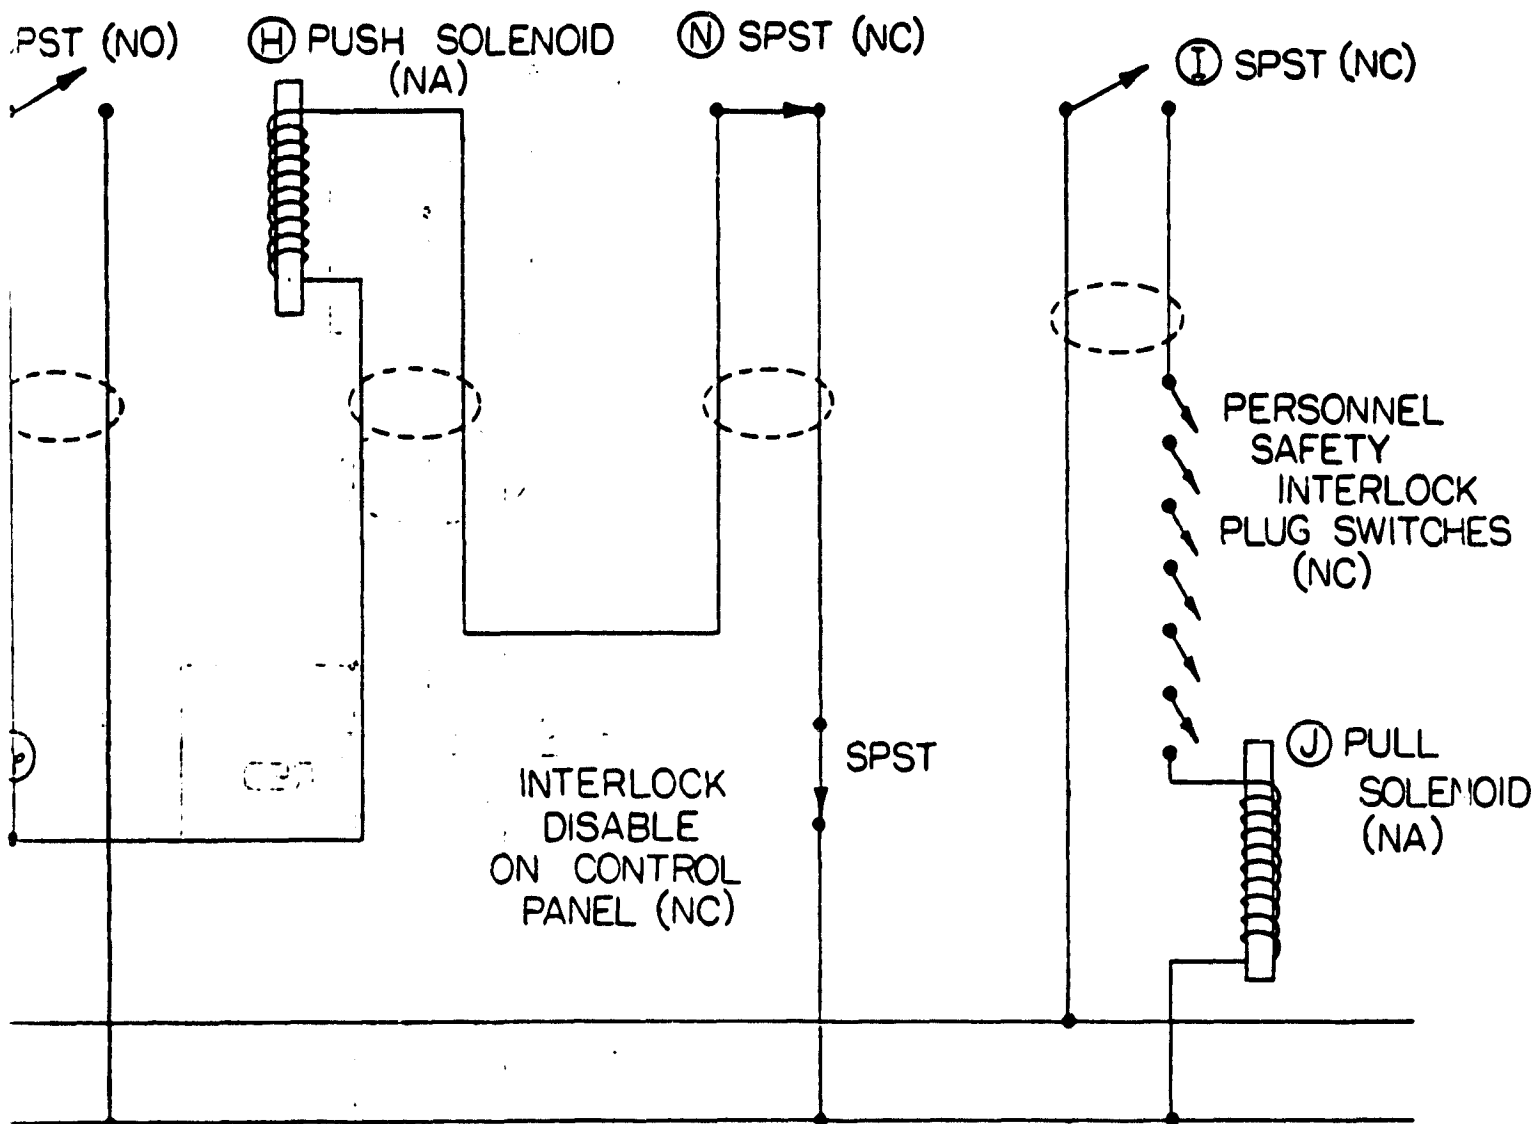 PST (NO)
H PUSH SOLENOID
(NA)
N SPST (NC)
I SPST (NC)
PERSONNEL
SAFETY
INTERLOCK
PLUG SWITCHES
(NC)
SPST
INTERLOCK
DISABLE
ON CONTROL
PANEL (NC)
J PULL
SOLENOID
(NA)